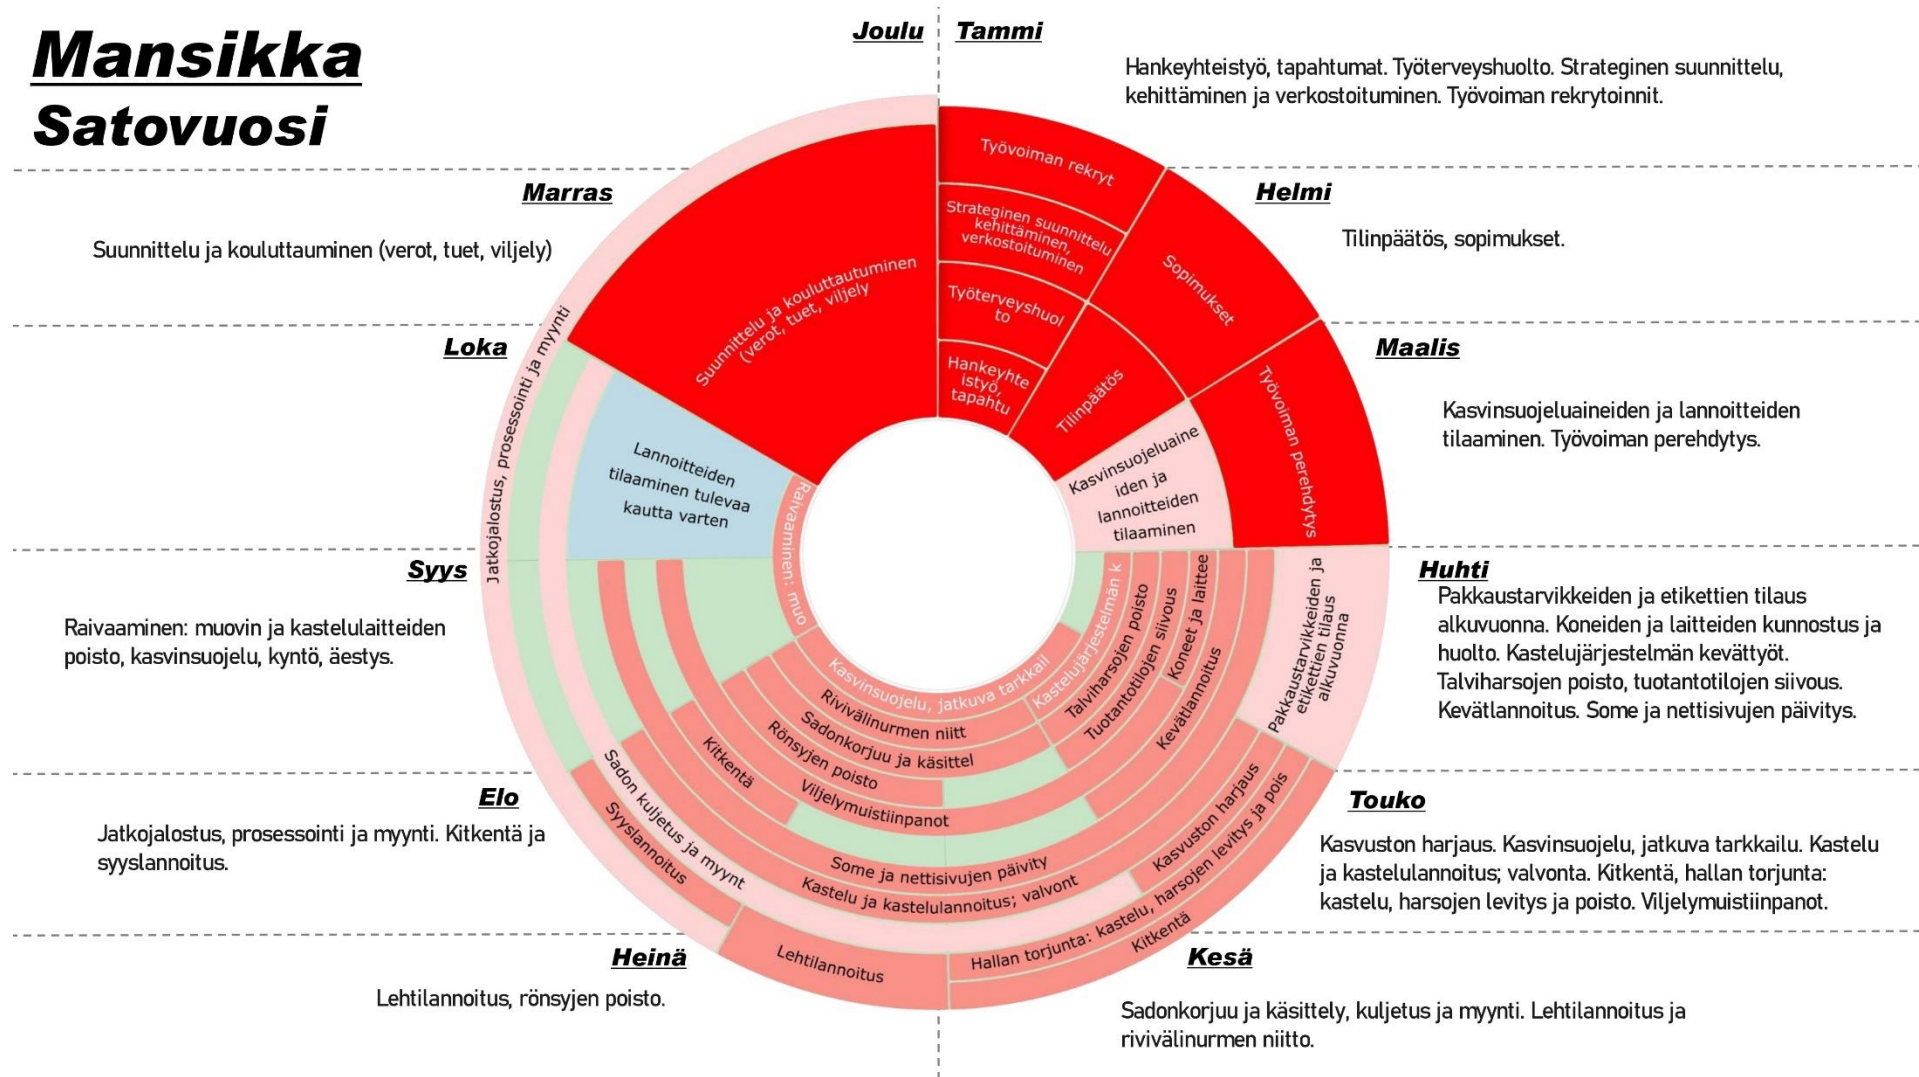 Mansikka
Satovuosi
Joulu
Tammi
Hankeyhteistyö, tapahtumat. Työterveyshuolto. Strateginen suunnittelu,
kehittäminen ja verkostoituminen. Työvoiman rekrytoinnit.
Helmi
Tilinpäätös, sopimukset.
Maalis
Kasvinsuojeluaineiden ja lannoitteiden
tilaaminen. Työvoiman perehdytys.
Huhti
Pakkaustarvikkeiden ja etikettien tilaus
alkuvuonna. Koneiden ja laitteiden kunnostus ja
huolto. Kastelujärjestelmän kevättyöt.
Talviharsojen poisto, tuotantotilojen siivous.
Kevätlannoitus. Some ja nettisivujen päivitys.
Touko
Kasvuston harjaus. Kasvinsuojelu, jatkuva tarkkailu. Kastelu
ja kastelulannoitus; valvonta. Kitkentä, hallan torjunta:
kastelu, harsojen levitys ja poisto. Viljelymuistiinpanot.
Kesä
Sadonkorjuu ja käsittely, kuljetus ja myynti. Lehtilannoitus ja
rivivälinurmen niitto.
Heinä
Lehtilannoitus, rönsyjen poisto.
Elo
Jatkojalostus, prosessointi ja myynti. Kitkentä ja
syyslannoitus.
Syys
Raivaaminen: muovin ja kastelulaitteiden
poisto, kasvinsuojelu, kyntö, äestys.
Loka
Marras
Suunnittelu ja kouluttauminen (verot, tuet, viljely)
Työvoiman rekryt
Strateginen suunnittelu
kehittäminen,
verkostoituminen
Työterveyshuol
to
Hankeyhte
istyö,
tapahtu
Sopimukset
Tilinpäätös
Työvoiman perehdytys
Kasvinsuojeluaine
iden ja
lannoitteiden
tilaaminen
Pakkaustarvikkeiden ja
etikettien tilaus
alkuvuonna
Kevätlannoitus
Koneet ja laittee
Tuotantotilojen siivous
Talviharsojen poisto
Kastelujärjestelmän k
Kasvuston harjaus
Hallan torjunta: kastelu, harsojen levitys ja pois
Kitkentä
Kasvinsuojelu, jatkuva tarkkail
Rivivälinurmen niitt
Sadonkorjuu ja käsittel
Rönsyjen poisto
Viljelymuistiinpanot
Kitkentä
Some ja nettisivujen päivity
Kastelu ja kastelulannoitus; valvont
Sadon kuljetus ja myynt
Lehtilannoitus
Syyslannoitus
Raivaaminen: muo
Lannoitteiden
tilaaminen tulevaa
kautta varten
Jatkojalostus, prosessointi ja myynti
Suunnittelu ja kouluttautuminen
(verot, tuet, viljely